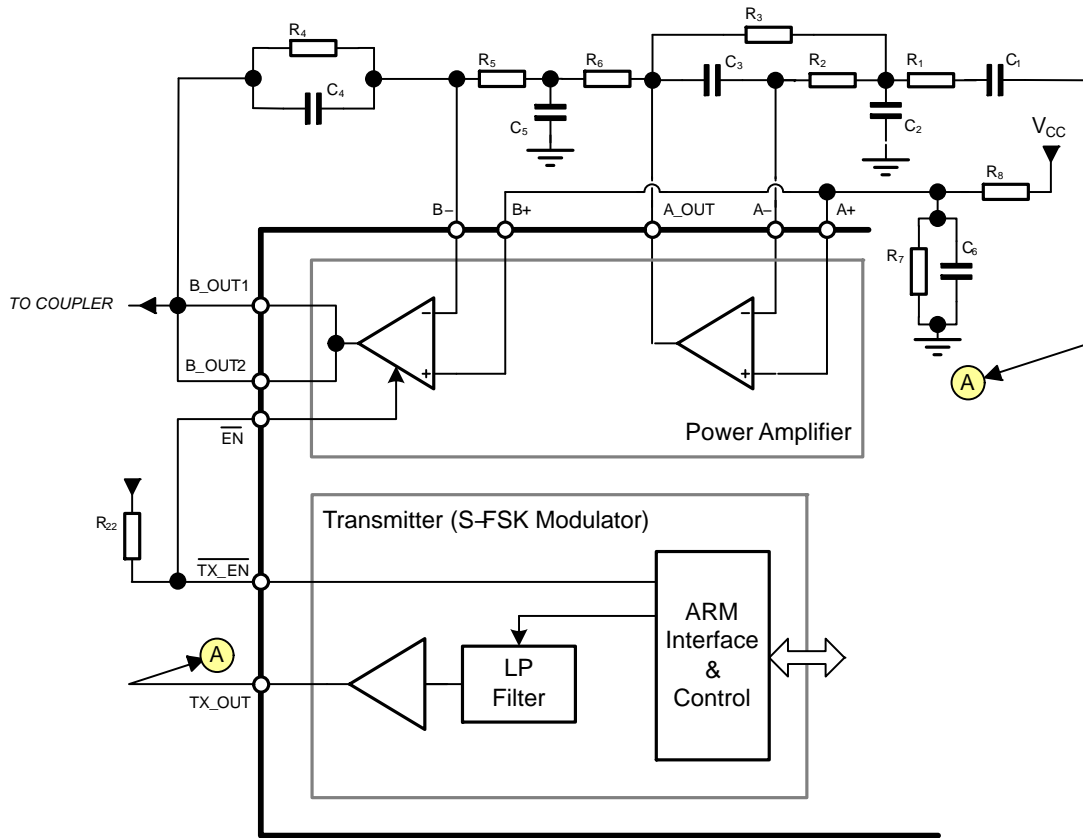 R3
R4
R5
R6
C3
R2
R1
C1
C4
C5
C2
VCC
R8
B–
B+
A_OUT
A–
A+
R7
C6
TO COUPLER
B_OUT1
B_OUT2
EN
–
+
–
+
A
Power Amplifier
R22
TX_EN
Transmitter (S–FSK Modulator)
ARM
Interface
&
Control
LP
Filter
A
TX_OUT